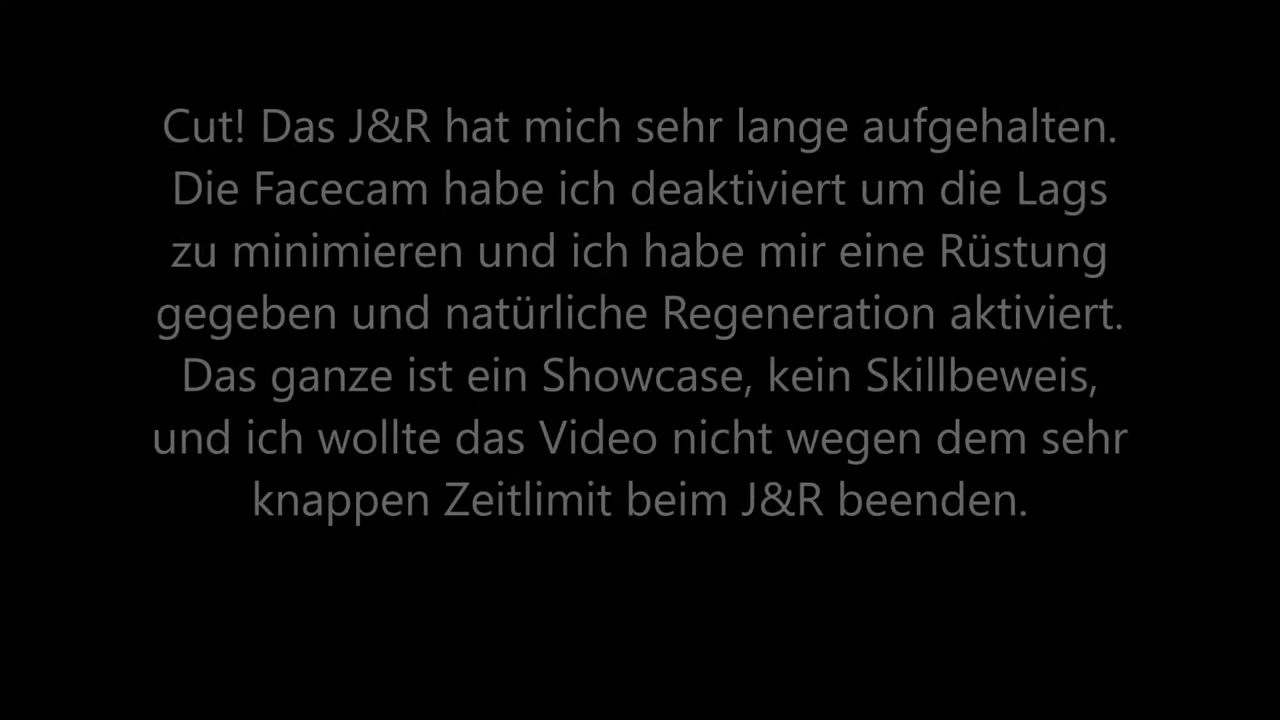 Cut! Das J&R hat mich sehr lange aufgehalten.
Die Facecam habe ich deaktiviert um die Lags
zu minimieren und ich habe mir eine Rüstung
gegeben und natürliche Regeneration aktiviert.
Das ganze ist ein Showcase, kein Skillbeweis,
und ich wollte das Video nicht wegen dem sehr
knappen Zeitlimit beim J&R beenden.